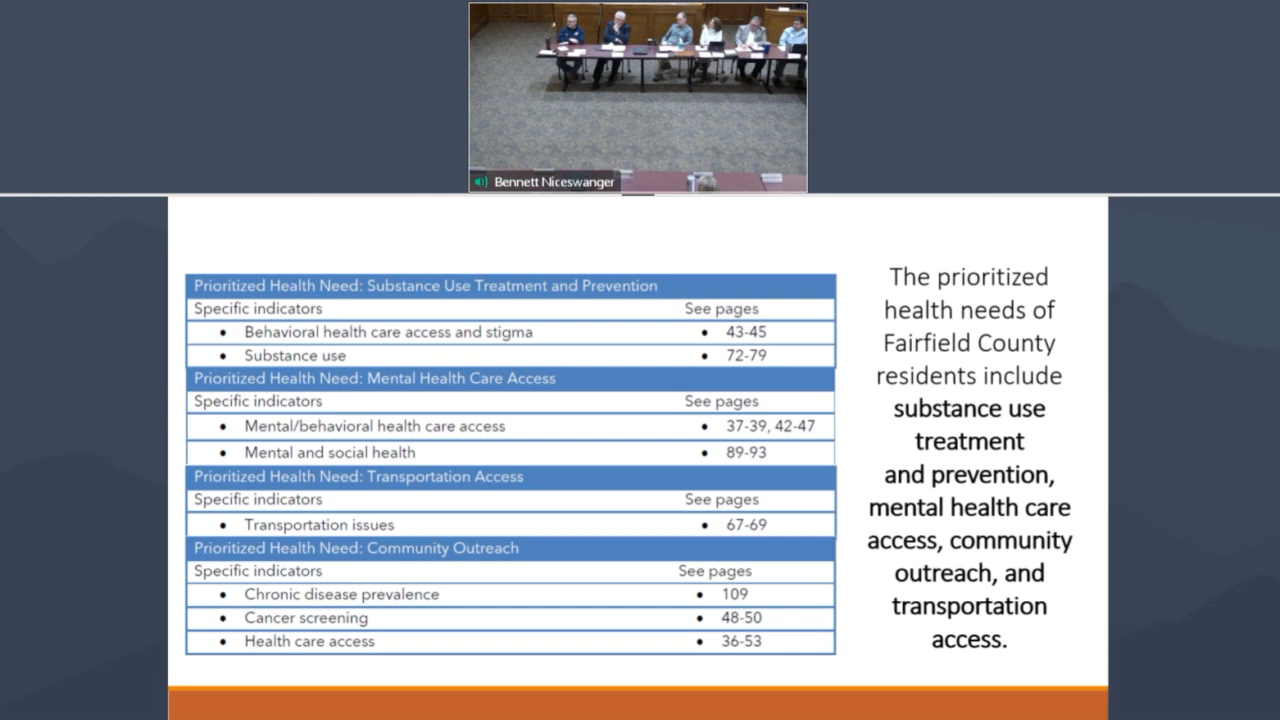 Bennett Niceswanger
Prioritized Health Need: Substance Use Treatment and Prevention
Specific indicators See pages
• Behavioral health care access and stigma • 43-45
• Substance use • 72-79
Prioritized Health Need: Mental Health Care Access
Specific indicators See pages
• Mental/behavioral health care access • 37-39, 42-47
• Mental and social health • 89-93
Prioritized Health Need: Transportation Access
Specific indicators See pages
• Transportation issues • 67-69
Prioritized Health Need: Community Outreach
Specific indicators See pages
• Chronic disease prevalence • 109
• Cancer screening • 48-50
• Health care access • 36-53
The prioritized
health needs of
Fairfield County
residents include
substance use
treatment
and prevention,
mental health care
access, community
outreach, and
transportation
access.